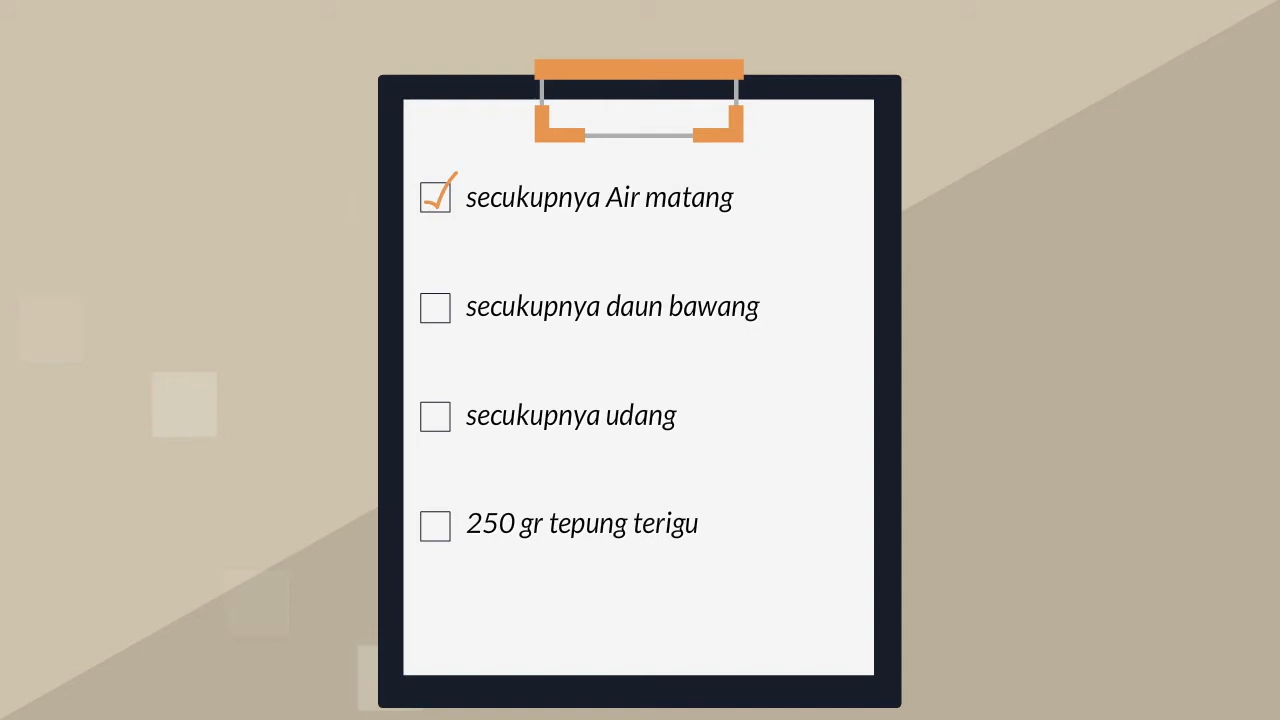 secukupnya Air matang
secukupnya daun bawang
secukupnya udang
250 gr tepung terigu